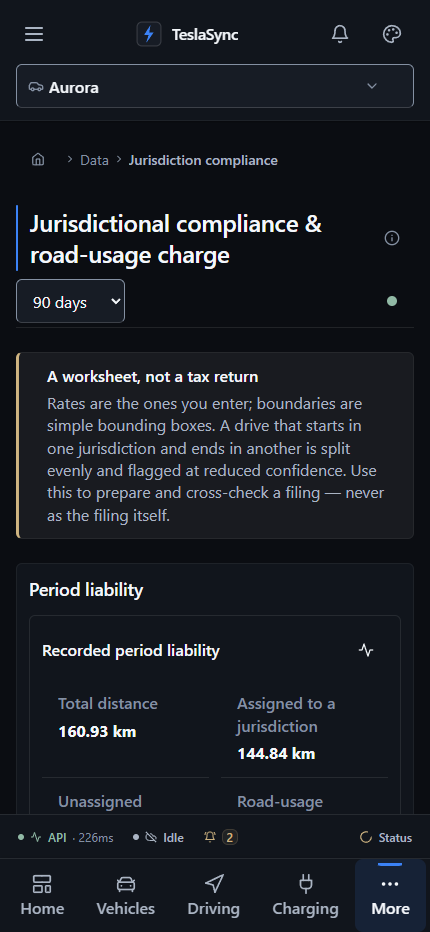 TeslaSync
Aurora
Data
Jurisdiction compliance
Jurisdictional compliance &
road-usage charge
90 days
A worksheet, not a tax return
Rates are the ones you enter; boundaries are
simple bounding boxes. A drive that starts in
one jurisdiction and ends in another is split
evenly and flagged at reduced confidence. Use
this to prepare and cross-check a filing — never
as the filing itself.
Period liability
Recorded period liability
Total distance
160.93 km
Assigned to a
jurisdiction
144.84 km
Unassigned
Road-usage
API · 226ms
Idle
2
Status
Home
Vehicles
Driving
Charging
More